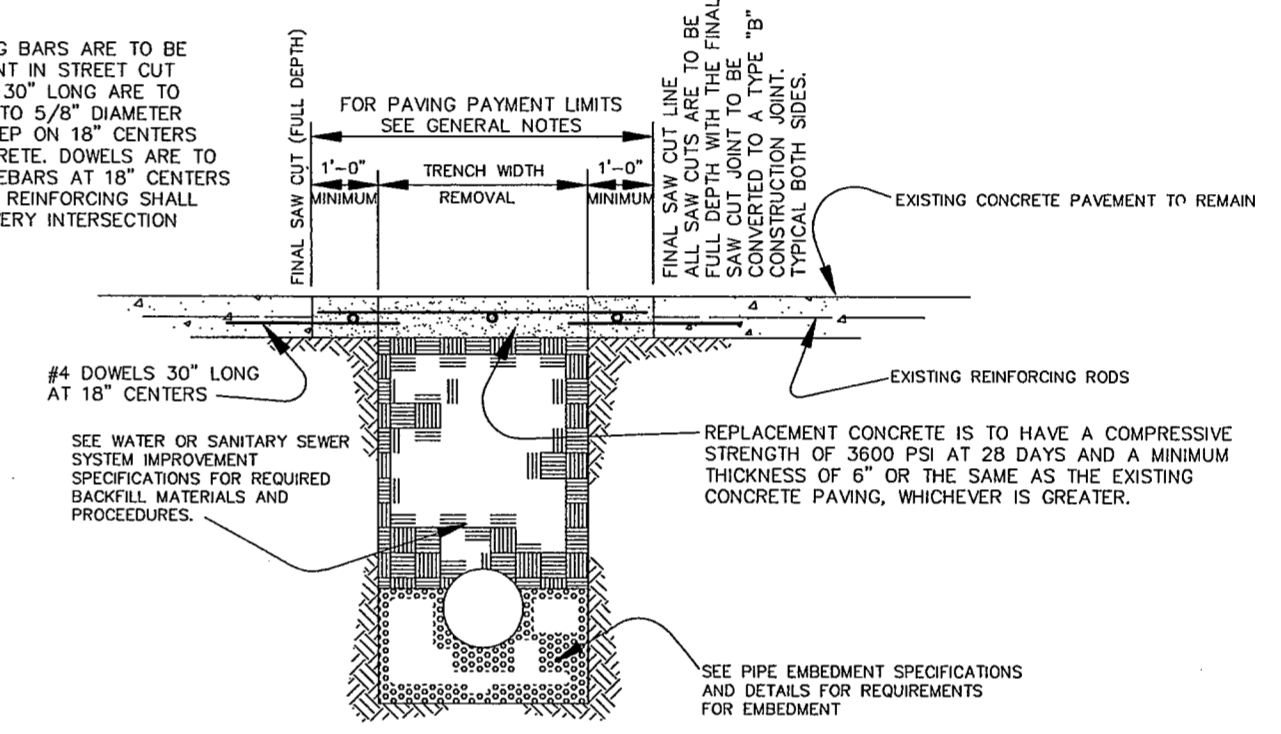 G BARS ARE TO BE
NT IN STREET CUT
30" LONG ARE TO
TO 5/8" DIAMETER
EP ON 18" CENTERS
RETE. DOWELS ARE TO
EBARS AT 18" CENTERS
REINFORCING SHALL
ERY INTERSECTION
FINAL SAW CUT (FULL DEPTH)
FOR PAVING PAYMENT LIMITS
SEE GENERAL NOTES
1'-0"
MINIMUM
TRENCH WIDTH
REMOVAL
1'-0"
MINIMUM
FINAL SAW CUT LINE
ALL SAW CUTS ARE TO BE
FULL DEPTH WITH THE FINAL
SAW CUT JOINT TO BE
CONVERTED TO A TYPE "B"
CONSTRUCTION JOINT.
TYPICAL BOTH SIDES.
EXISTING CONCRETE PAVEMENT TO REMAIN
#4 DOWELS 30" LONG
AT 18" CENTERS
EXISTING REINFORCING RODS
SEE WATER OR SANITARY SEWER
SYSTEM IMPROVEMENT
SPECIFICATIONS FOR REQUIRED
BACKFILL MATERIALS AND
PROCEEDURES.
REPLACEMENT CONCRETE IS TO HAVE A COMPRESSIVE
STRENGTH OF 3600 PSI AT 28 DAYS AND A MINIMUM
THICKNESS OF 6" OR THE SAME AS THE EXISTING
CONCRETE PAVING, WHICHEVER IS GREATER.
SEE PIPE EMBEDMENT SPECIFICATIONS
AND DETAILS FOR REQUIREMENTS
FOR EMBEDMENT